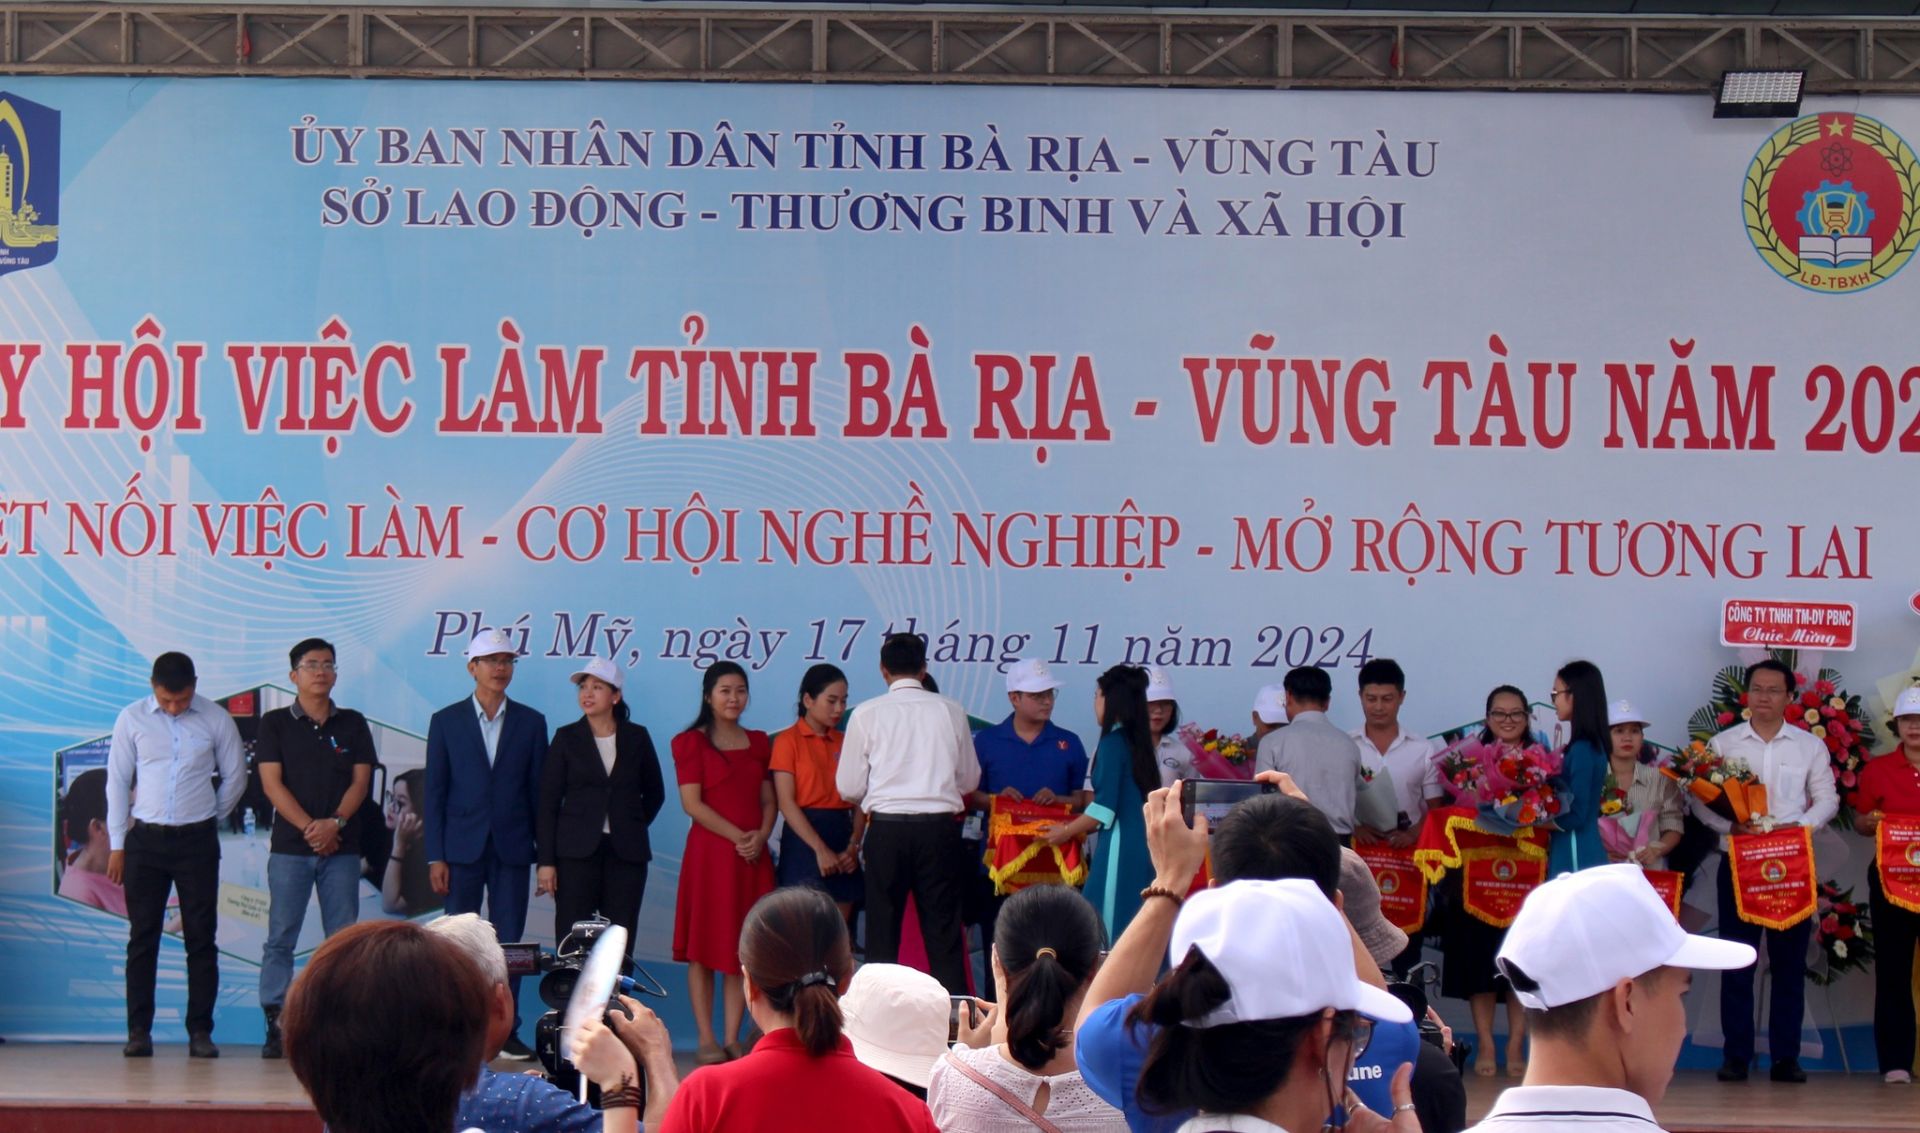 ỦY BAN NHÂN DÂN TỈNH BÀ RỊA - VŨNG TÀU
SỞ LAO ĐỘNG - THƯƠNG BINH VÀ XÃ HỘI
LĐ-TBXH
Y HỘI VIỆC LÀM TỈNH BÀ RỊA - VŨNG TÀU NĂM 202
ẾT NỐI VIỆC LÀM - CƠ HỘI NGHỀ NGHIỆP - MỞ RỘNG TƯƠNG LAI
Phú Mỹ, ngày 17 tháng 11 năm 2024
CÔNG TY TNHH TM-DV PBNC
Chúc Mừng